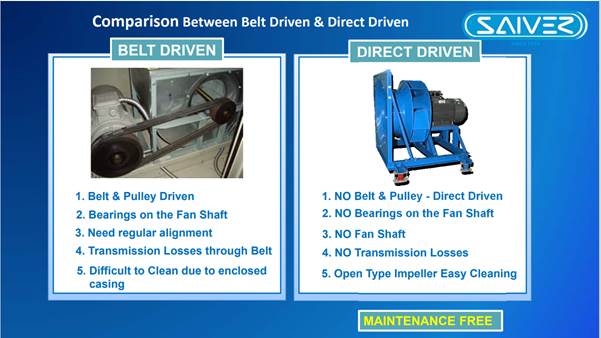 Comparison Between Belt Driven & Direct Driven
SAIVER
BELT DRIVEN
1. Belt & Pulley Driven
2. Bearings on the Fan Shaft
3. Need regular alignment
4. Transmission Losses through Belt
5. Difficult to Clean due to enclosed
casing
DIRECT DRIVEN
1. NO Belt & Pulley - Direct Driven
2. NO Bearings on the Fan Shaft
3. NO Fan Shaft
4. NO Transmission Losses
5. Open Type Impeller Easy Cleaning
MAINTENANCE FREE